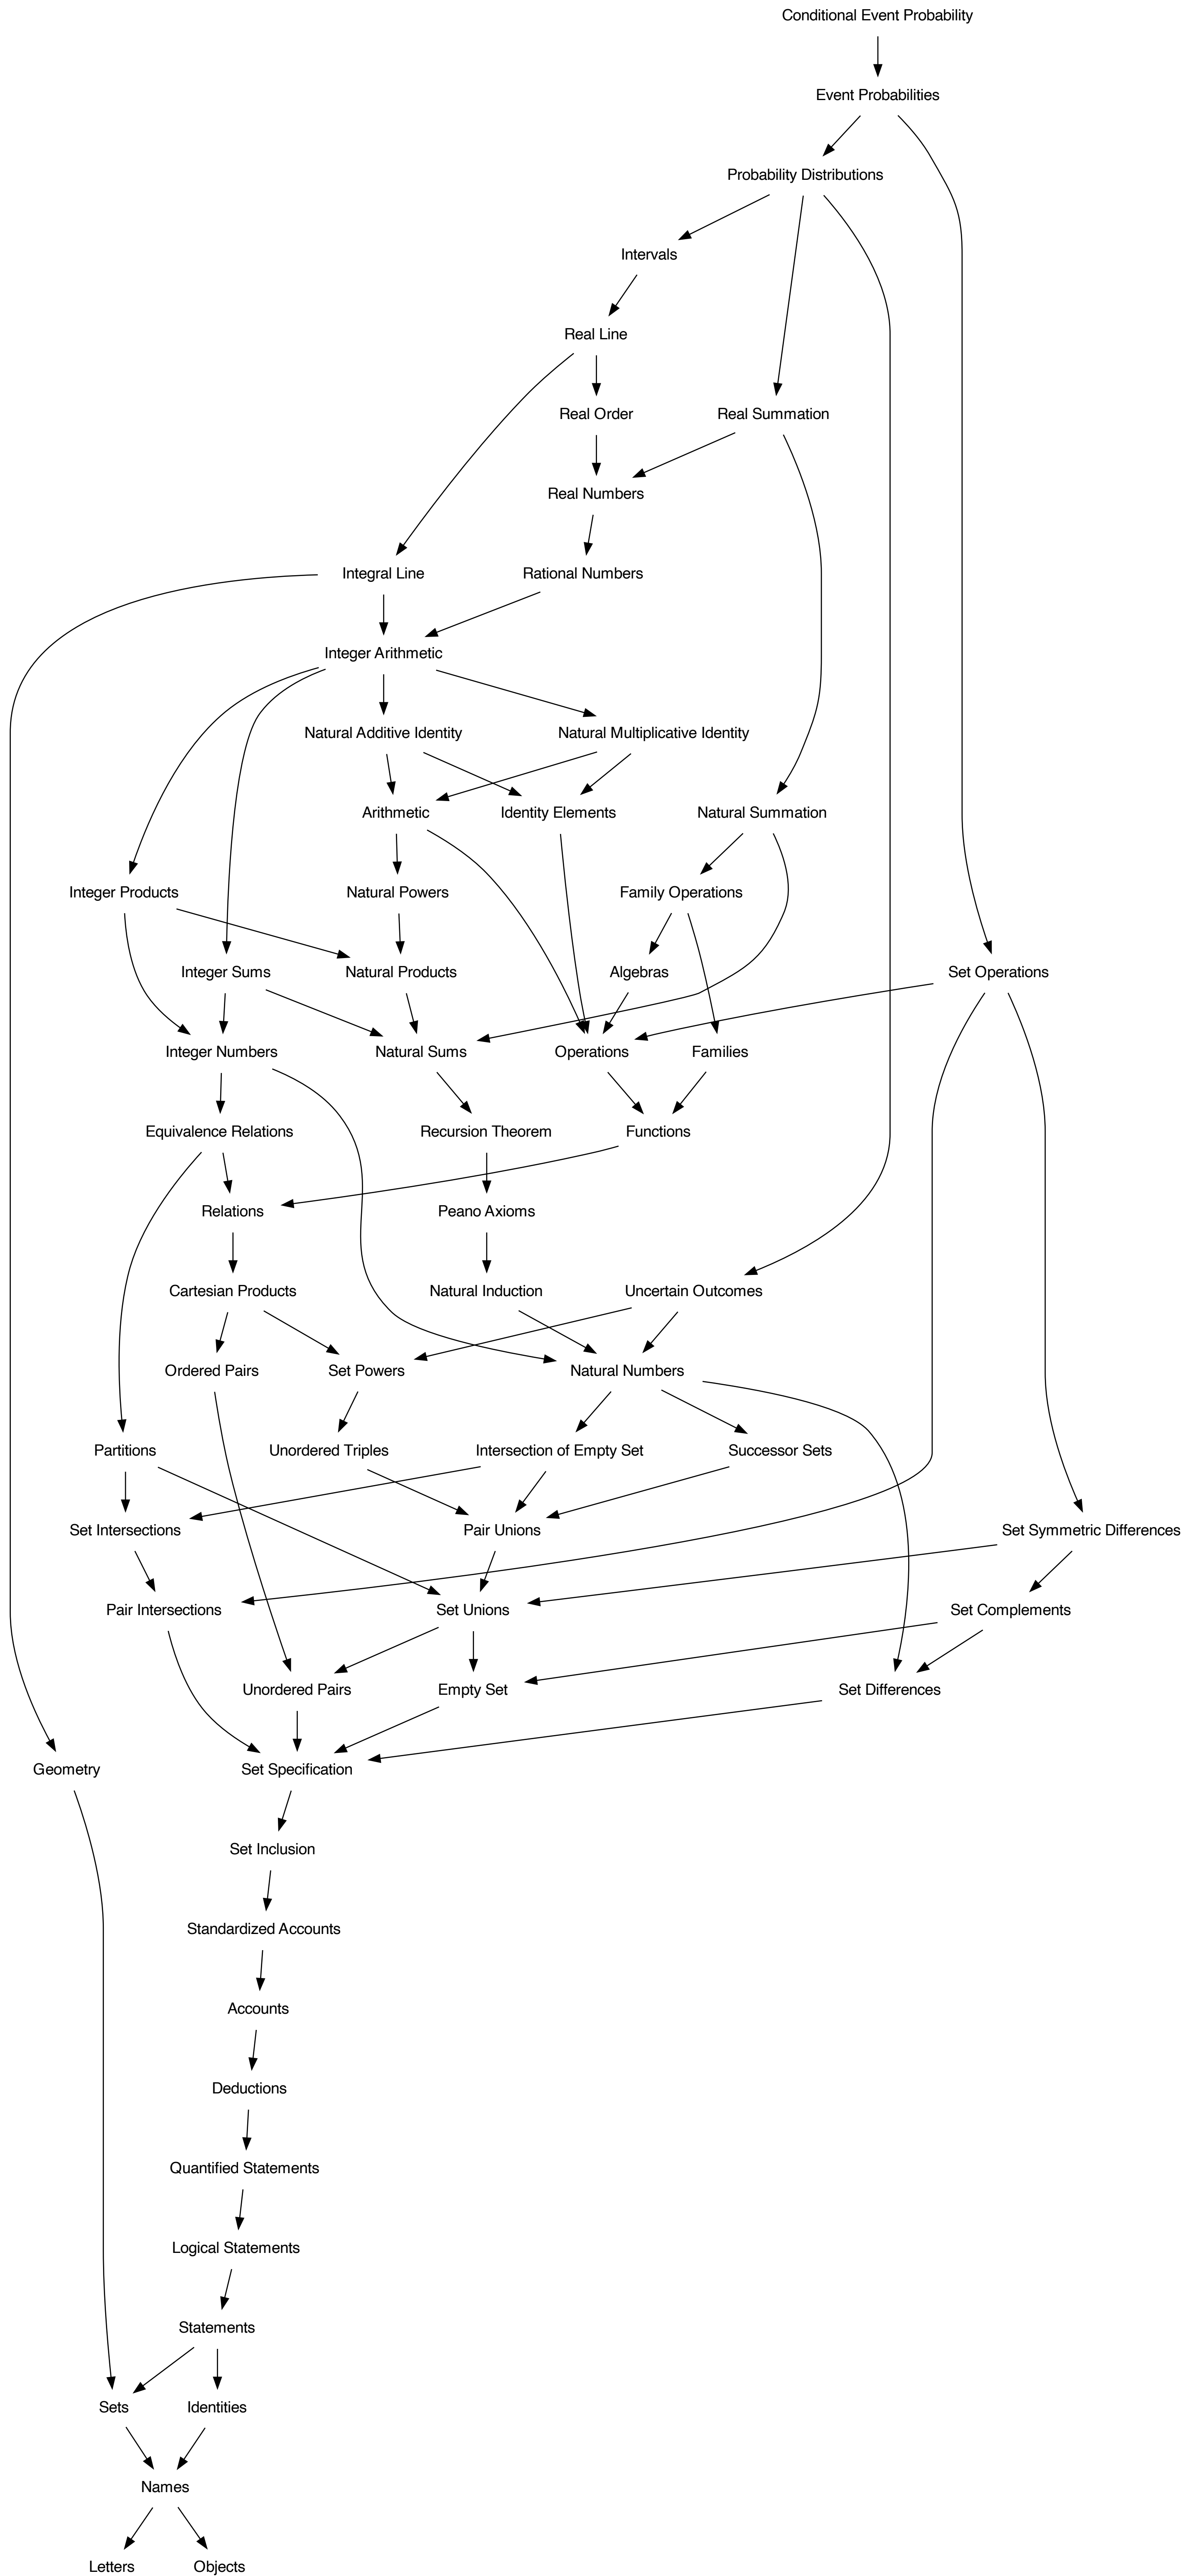 Conditional Event Probability
Event Probabilities
Probability Distributions
Intervals
Real Line
Real Order
Real Summation
Real Numbers
Integral Line
Rational Numbers
Integer Arithmetic
Natural Additive Identity
Natural Multiplicative Identity
Arithmetic
Identity Elements
Natural Summation
Integer Products
Natural Powers
Family Operations
Integer Sums
Natural Products
Algebras
Set Operations
Integer Numbers
Natural Sums
Operations
Families
Equivalence Relations
Recursion Theorem
Functions
Relations
Peano Axioms
Cartesian Products
Natural Induction
Uncertain Outcomes
Ordered Pairs
Set Powers
Natural Numbers
Partitions
Unordered Triples
Intersection of Empty Set
Successor Sets
Set Intersections
Pair Unions
Set Symmetric Differences
Pair Intersections
Set Unions
Set Complements
Unordered Pairs
Empty Set
Set Differences
Geometry
Set Specification
Set Inclusion
Standardized Accounts
Accounts
Deductions
Quantified Statements
Logical Statements
Statements
Sets
Identities
Names
Letters
Objects